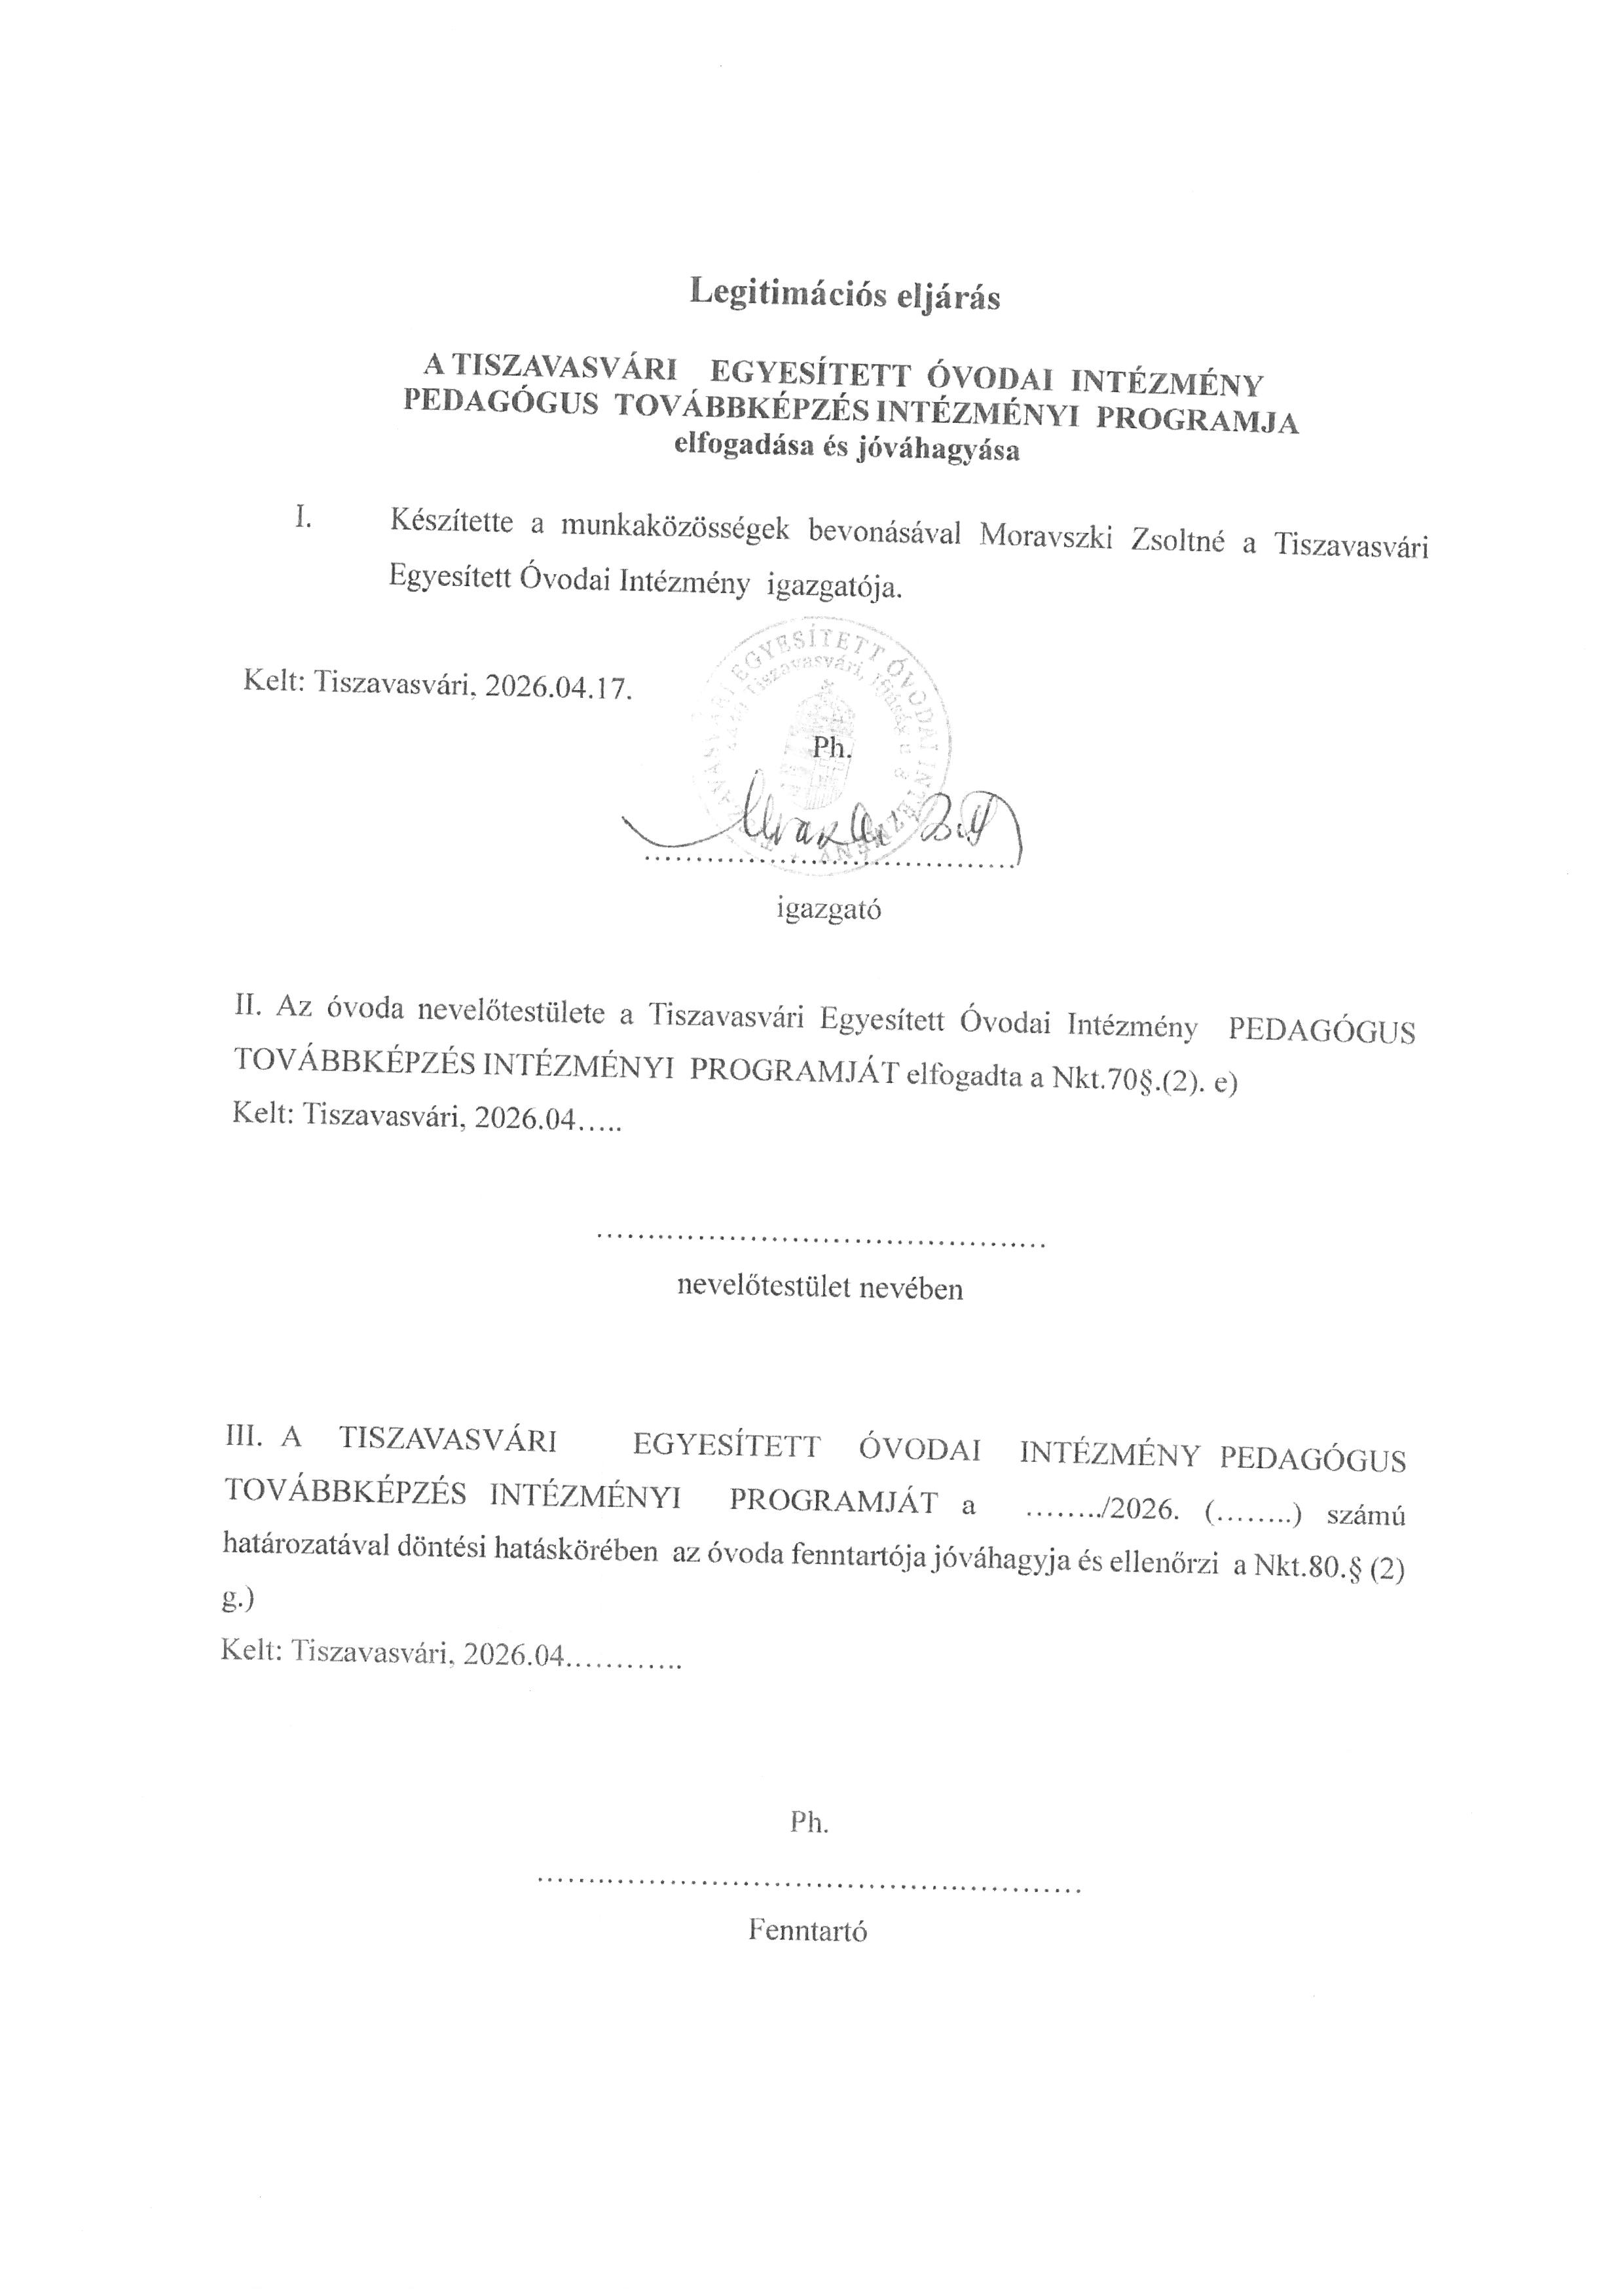 Legitimációs eljárás
A TISZAVASVÁRI EGYESÍTETT ÓVODAI INTÉZMÉNY
PEDAGÓGUS TOVÁBBKÉPZÉS INTÉZMÉNYI PROGRAMJA
elfogadása és jóváhagyása
I. Készítette a munkaközösségek bevonásával Moravszki Zsoltné a Tiszavasvári
Egyesített Óvodai Intézmény igazgatója.
EGYESÍTETT ÓVODAI INTÉZMÉNY
Tiszavasvári,
Kelt: Tiszavasvári, 2026.04.17.
Ph.
..........................................
igazgató
II. Az óvoda nevelőtestülete a Tiszavasvári Egyesített Óvodai Intézmény PEDAGÓGUS
TOVÁBBKÉPZÉS INTÉZMÉNYI PROGRAMJÁT elfogadta a Nkt.70§.(2). e)
Kelt: Tiszavasvári, 2026.04…..
…………………………………………
nevelőtestület nevében
III. A TISZAVASVÁRI EGYESÍTETT ÓVODAI INTÉZMÉNY PEDAGÓGUS
TOVÁBBKÉPZÉS INTÉZMÉNYI PROGRAMJÁT a ......../2026. (........) számú
határozatával döntési hatáskörében az óvoda fenntartója jóváhagyja és ellenőrzi a Nkt.80.§ (2)
g.)
Kelt: Tiszavasvári, 2026.04............
Ph.
.....................................................
Fenntartó